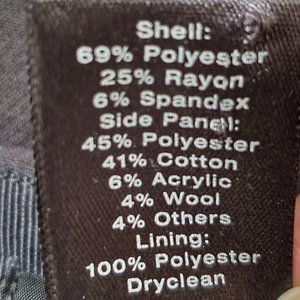 Shell:
69% Polyester
25% Rayon
6% Spandex
Side Panel:
45% Polyester
41% Cotton
6% Acrylic
4% Wool
4% Others
Lining:
100% Polyester
Dryclean